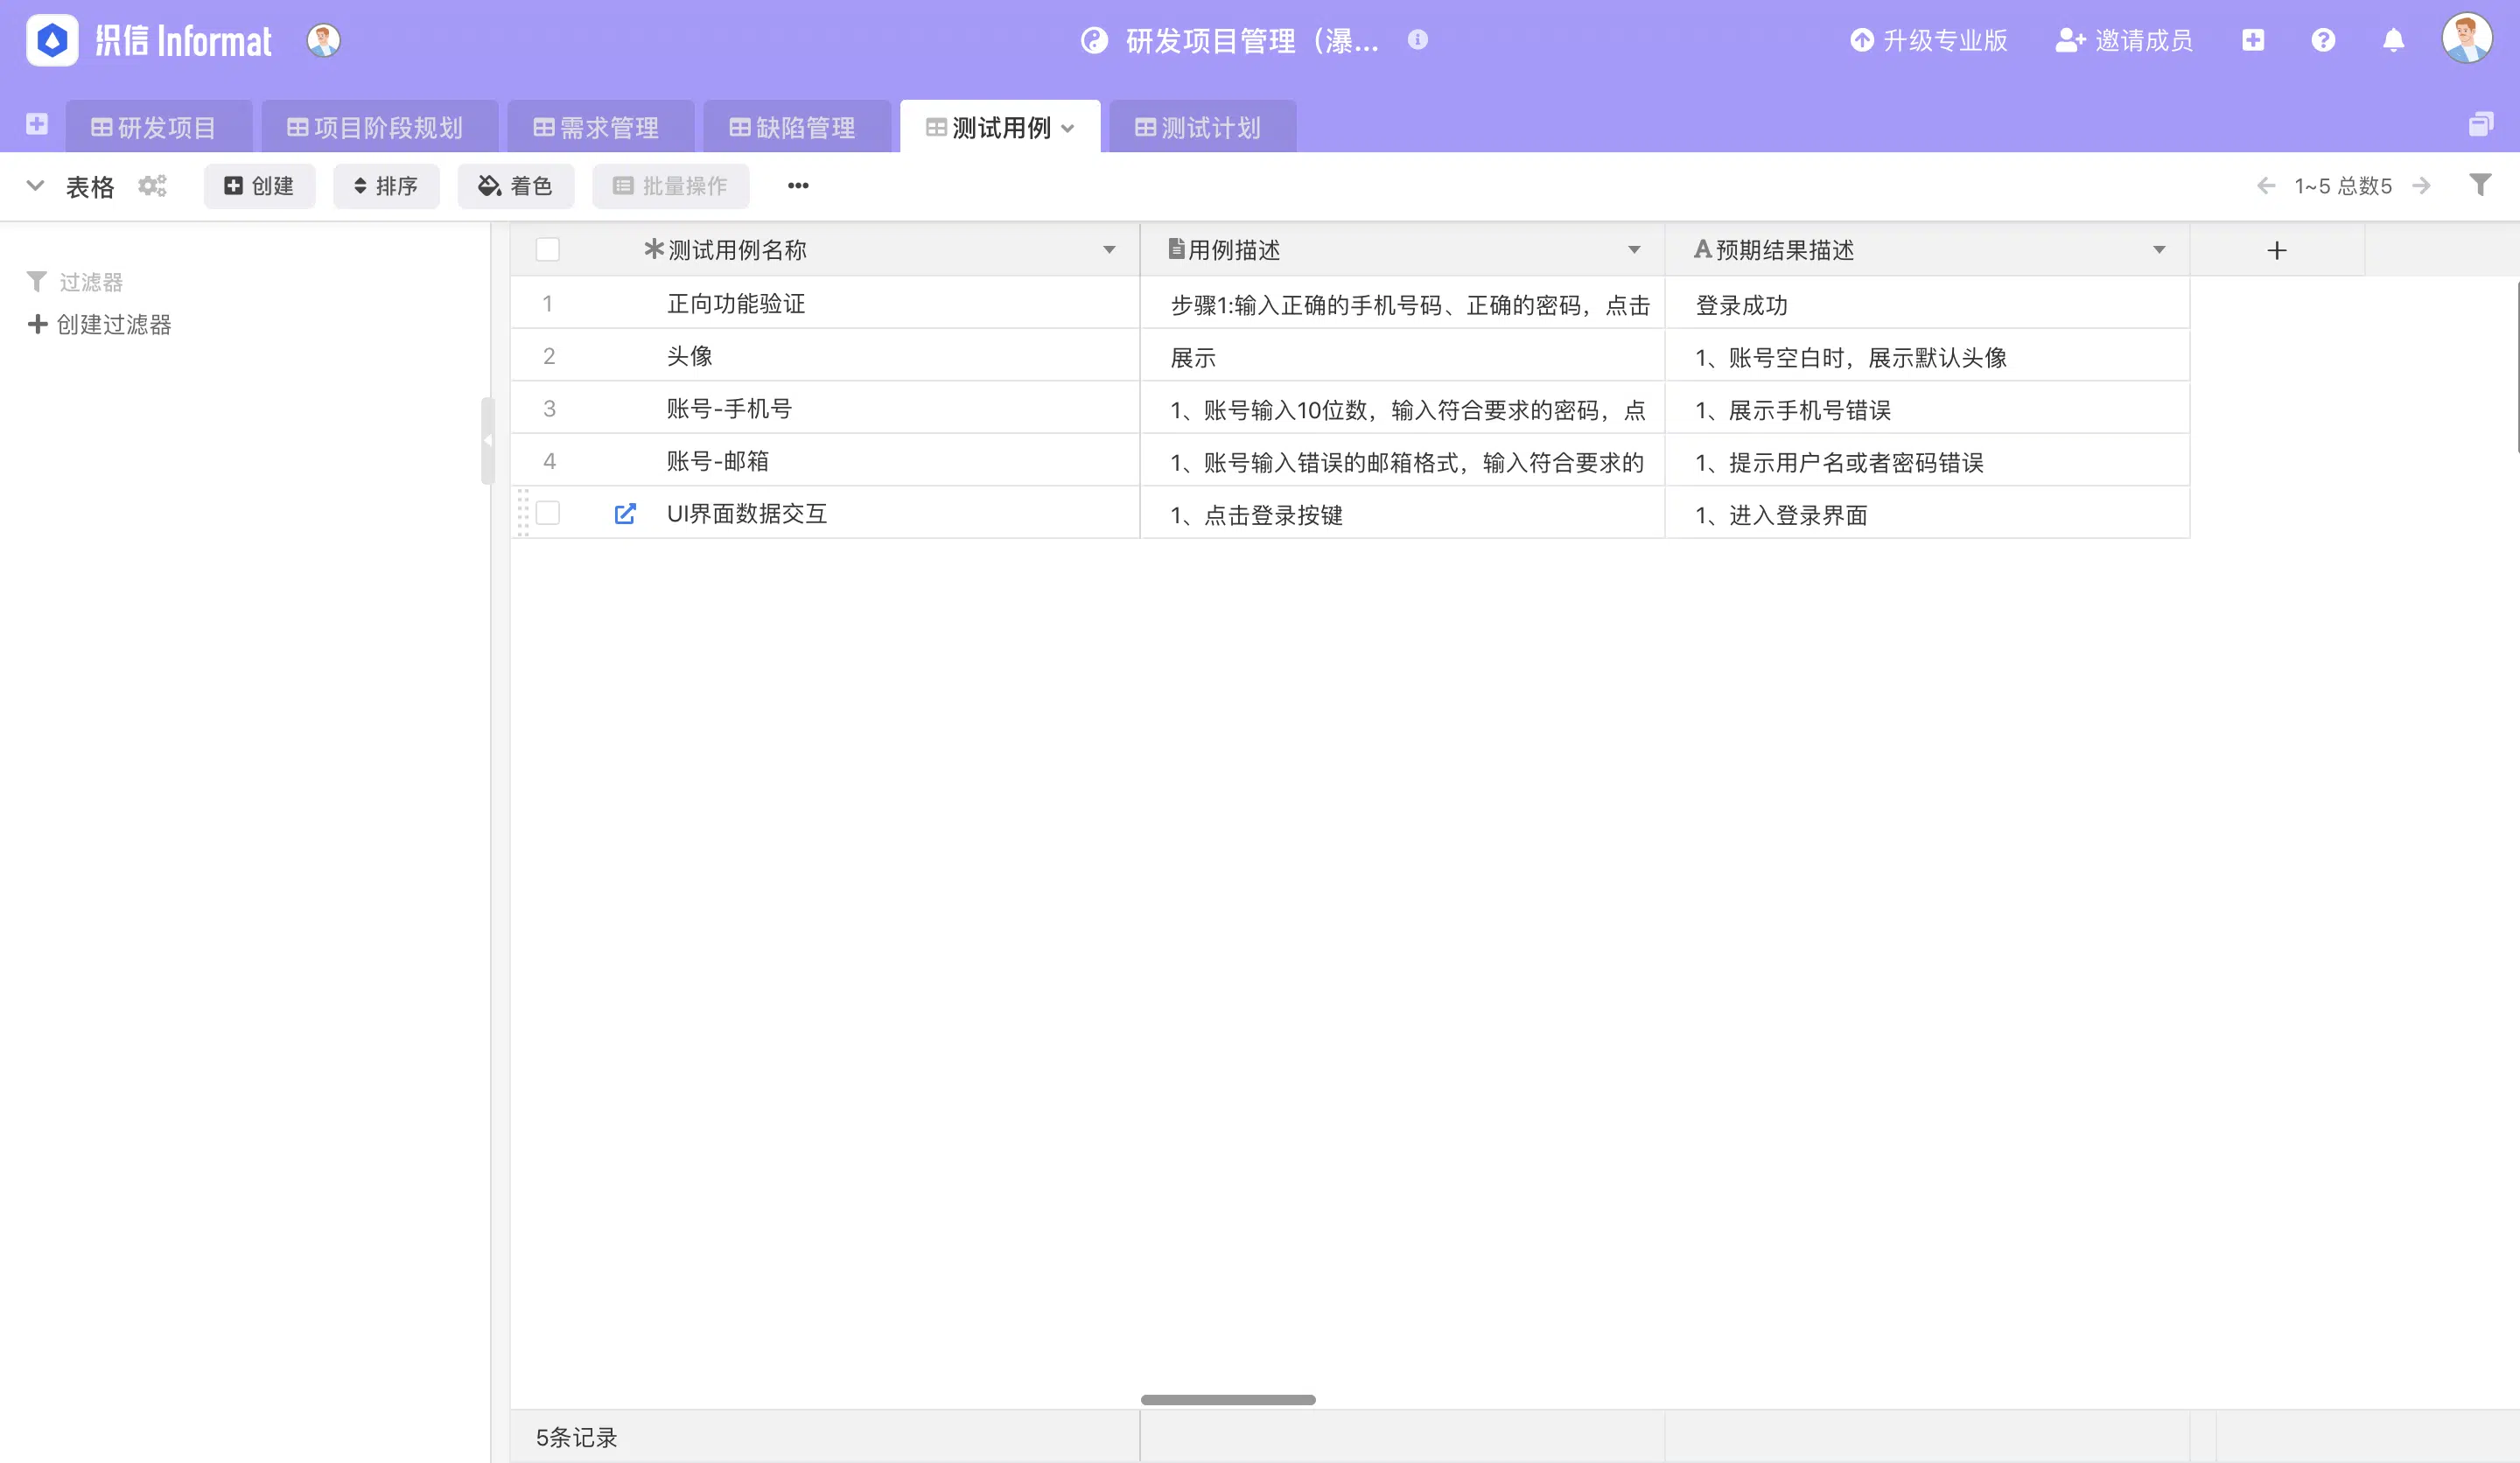 织信 Informat
研发项目管理（瀑...
升级专业版
邀请成员
研发项目
项目阶段规划
需求管理
缺陷管理
测试用例
测试计划
表格
创建
排序
着色
批量操作
1~5 总数5
过滤器
创建过滤器
测试用例名称 用例描述 预期结果描述
1 正向功能验证 步骤1:输入正确的手机号码、正确的密码，点击 登录成功
2 头像 展示 1、账号空白时，展示默认头像
3 账号-手机号 1、账号输入10位数，输入符合要求的密码，点 1、展示手机号错误
4 账号-邮箱 1、账号输入错误的邮箱格式，输入符合要求的 1、提示用户名或者密码错误
UI界面数据交互 1、点击登录按键 1、进入登录界面
5条记录